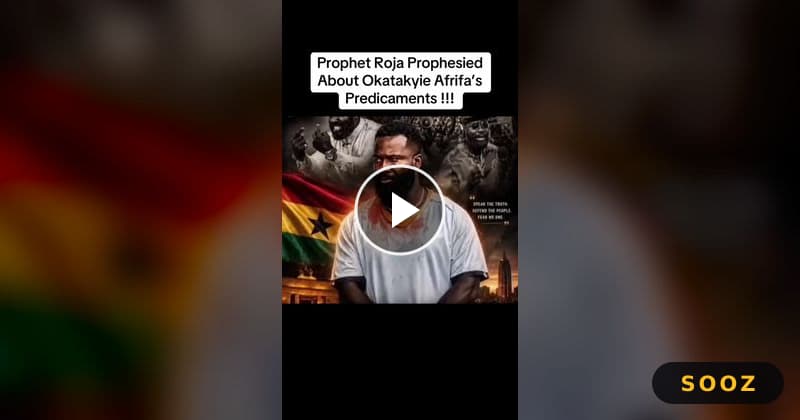 Prophet Roja Prophesied
About Okatakyie Afrifa's
Predicaments !!!
"SPEAK THE TRUTH.
DEFEND THE PEOPLE.
FEAR NO ONE."
SOOZ